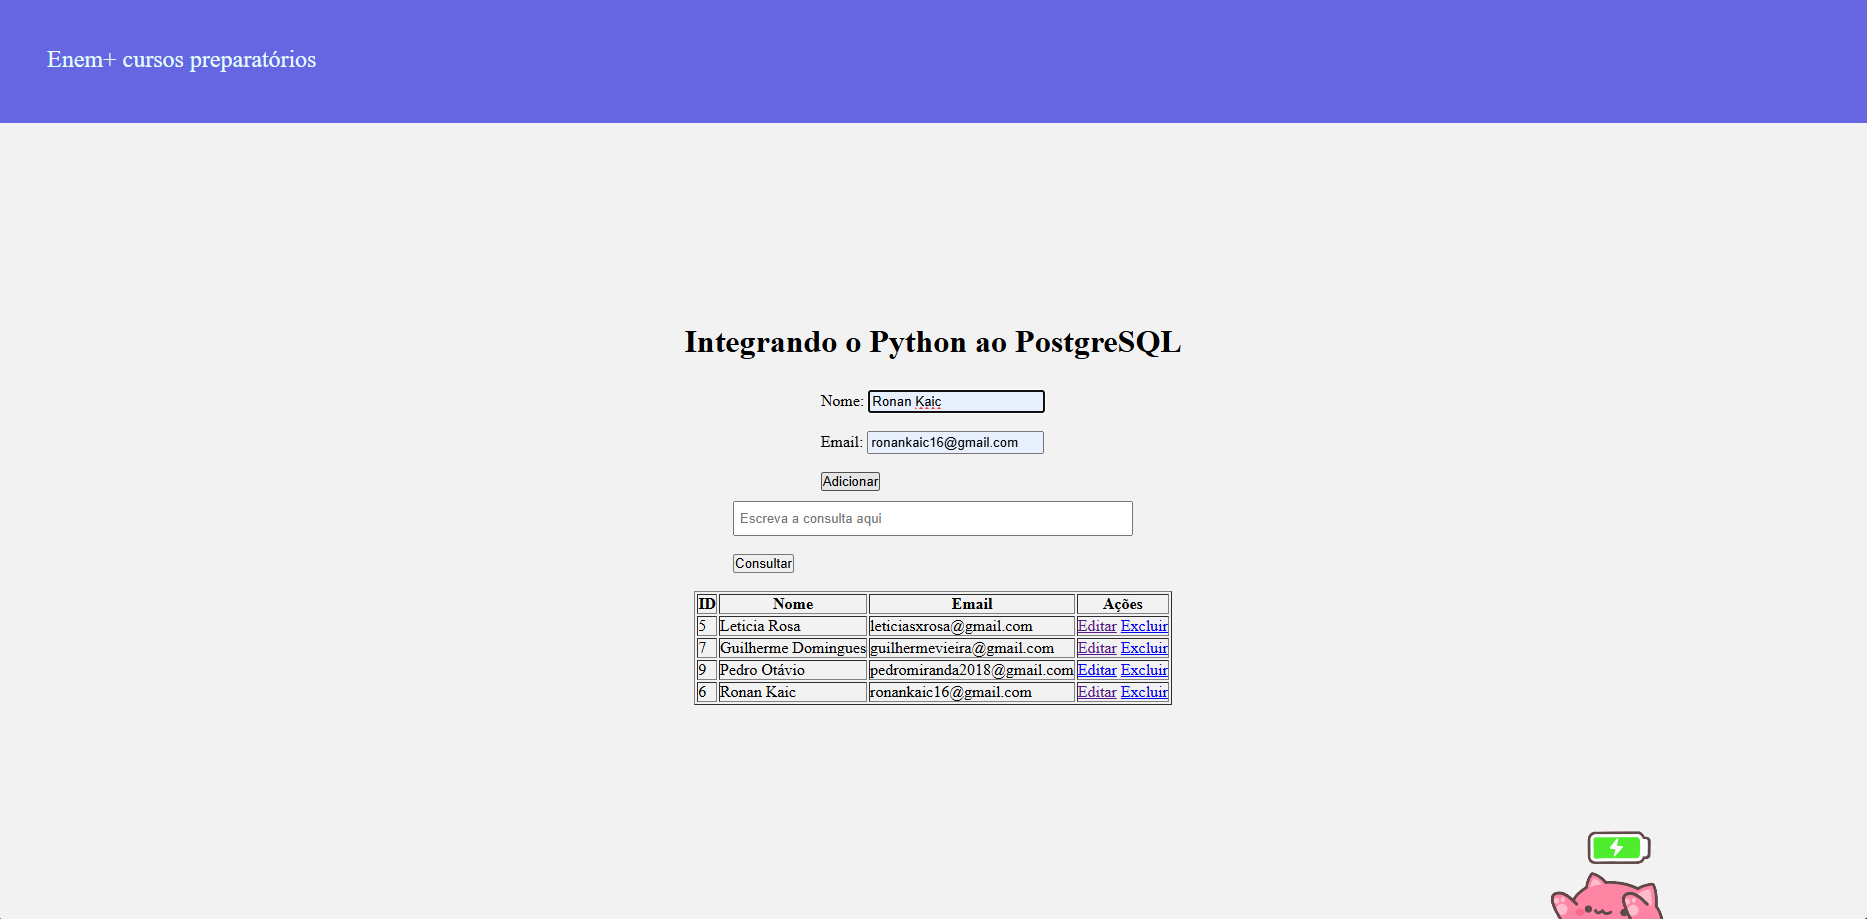 Enem+ cursos preparatórios
Integrando o Python ao PostgreSQL
Nome: Ronan Kaic
Email: ronankaic16@gmail.com
Adicionar
Escreva a consulta aqui
Consultar
ID Nome Email Ações
5 Leticia Rosa leticiasxrosa@gmail.com Editar Excluir
7 Guilherme Domingues guilhermevieira@gmail.com Editar Excluir
9 Pedro Otávio pedromiranda2018@gmail.com Editar Excluir
6 Ronan Kaic ronankaic16@gmail.com Editar Excluir